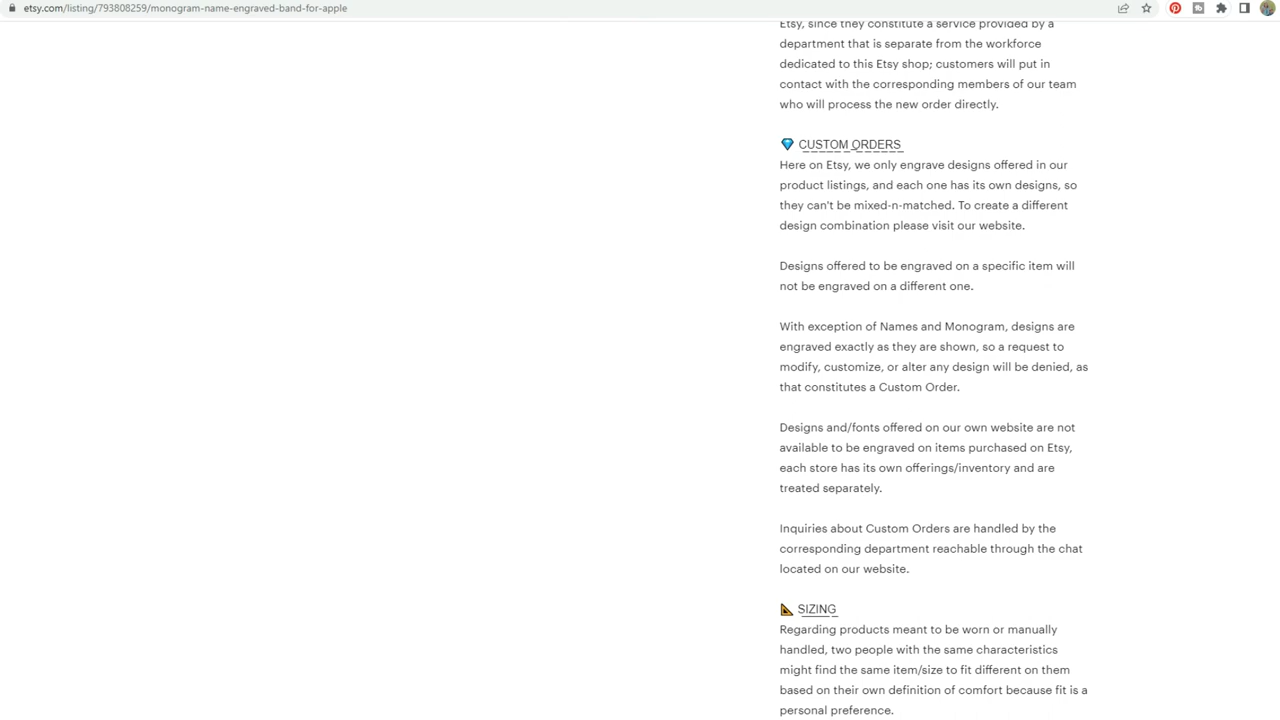 etsy.com/listing/793808259/monogram-name-engraved-band-for-apple
Etsy, since they constitute a service provided by a
department that is separate from the workforce
dedicated to this Etsy shop; customers will put in
contact with the corresponding members of our team
who will process the new order directly.
CUSTOM ORDERS
Here on Etsy, we only engrave designs offered in our
product listings, and each one has its own designs, so
they can't be mixed-n-matched. To create a different
design combination please visit our website.
Designs offered to be engraved on a specific item will
not be engraved on a different one.
With exception of Names and Monogram, designs are
engraved exactly as they are shown, so a request to
modify, customize, or alter any design will be denied, as
that constitutes a Custom Order.
Designs and/fonts offered on our own website are not
available to be engraved on items purchased on Etsy,
each store has its own offerings/inventory and are
treated separately.
Inquiries about Custom Orders are handled by the
corresponding department reachable through the chat
located on our website.
SIZING
Regarding products meant to be worn or manually
handled, two people with the same characteristics
might find the same item/size to fit different on them
based on their own definition of comfort because fit is a
personal preference.